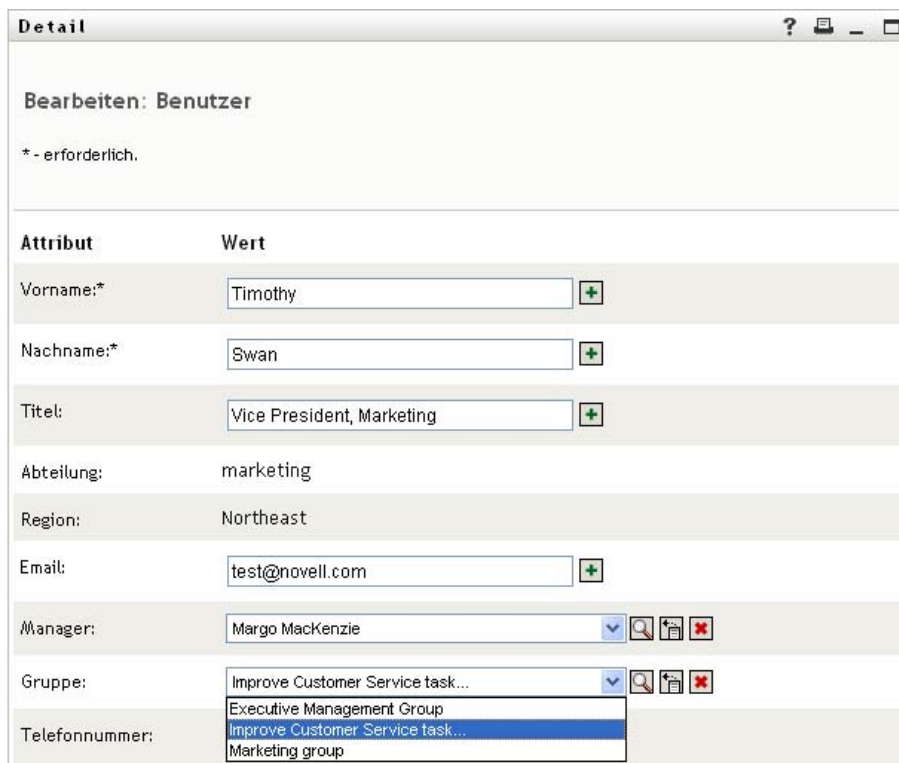 Detail
Bearbeiten: Benutzer
* - erforderlich.
Attribut Wert
Vorname:* Timothy
Nachname:* Swan
Titel: Vice President, Marketing
Abteilung: marketing
Region: Northeast
Email: test@novell.com
Manager: Margo MacKenzie
Gruppe: Improve Customer Service task...
Executive Management Group
Improve Customer Service task...
Telefonnummer:
Marketing group